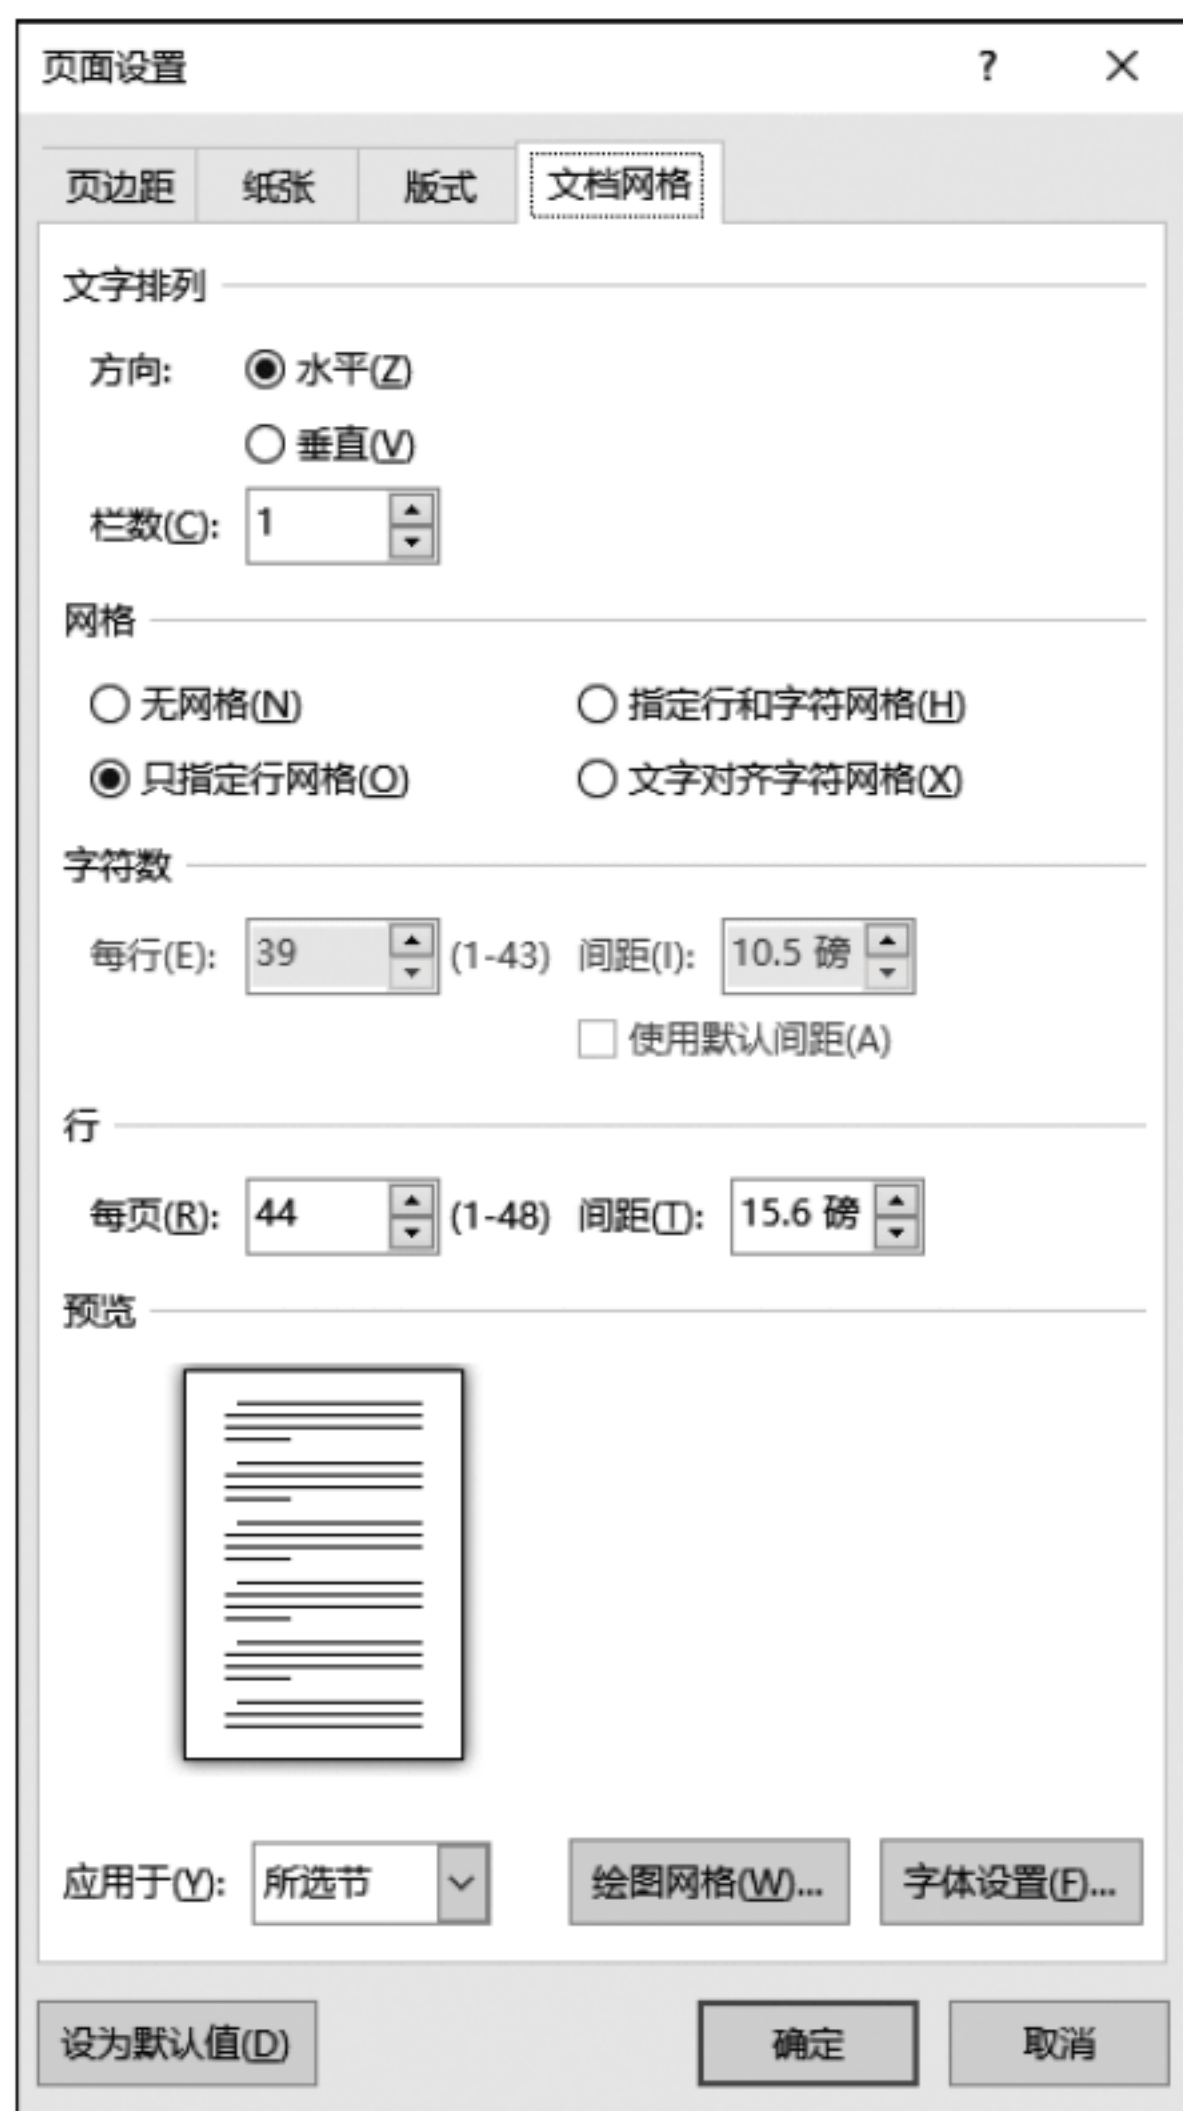 页面设置 ? ×
页边距 纸张 版式 文档网格
文字排列
方向: 水平(Z)
垂直(V)
栏数(C): 1
网格
无网格(N) 指定行和字符网格(H)
只指定行网格(O) 文字对齐字符网格(X)
字符数
每行(E): 39 (1-43) 间距(I): 10.5 磅
使用默认间距(A)
行
每页(R): 44 (1-48) 间距(T): 15.6 磅
预览
应用于(Y): 所选节 绘图网格(W)... 字体设置(F)...
设为默认值(D) 确定 取消